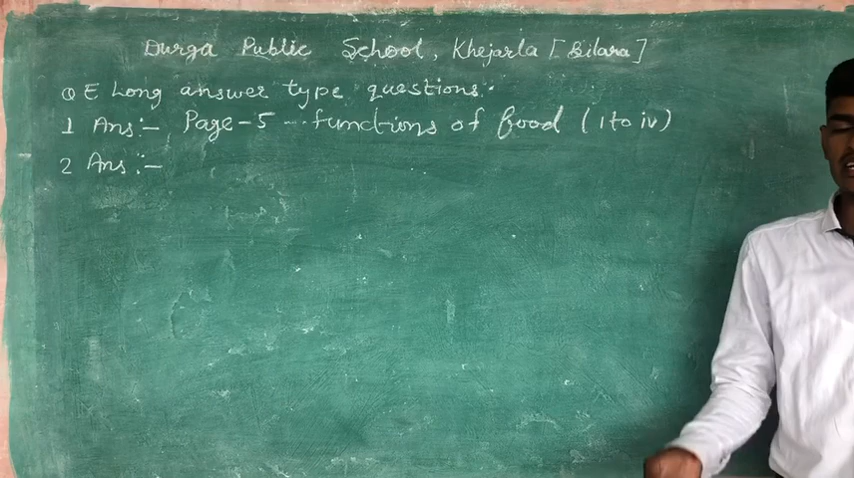 Durga Public School, Khejarla [Bilara]
Q E Long answer type questions.
1 Ans:- Page-5 -- functions of food (1 to iv)
2 Ans:-